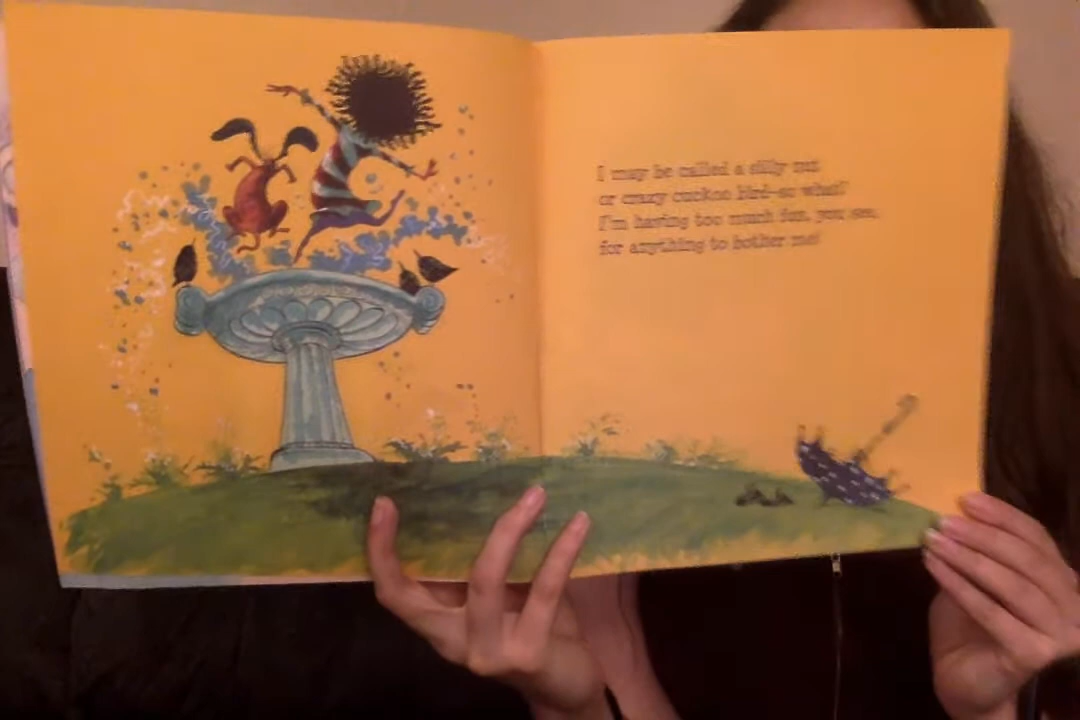 I may be called a silly nut
or crazy cuckoo bird–so what?
I'm having too much fun, you see,
for anything to bother me!